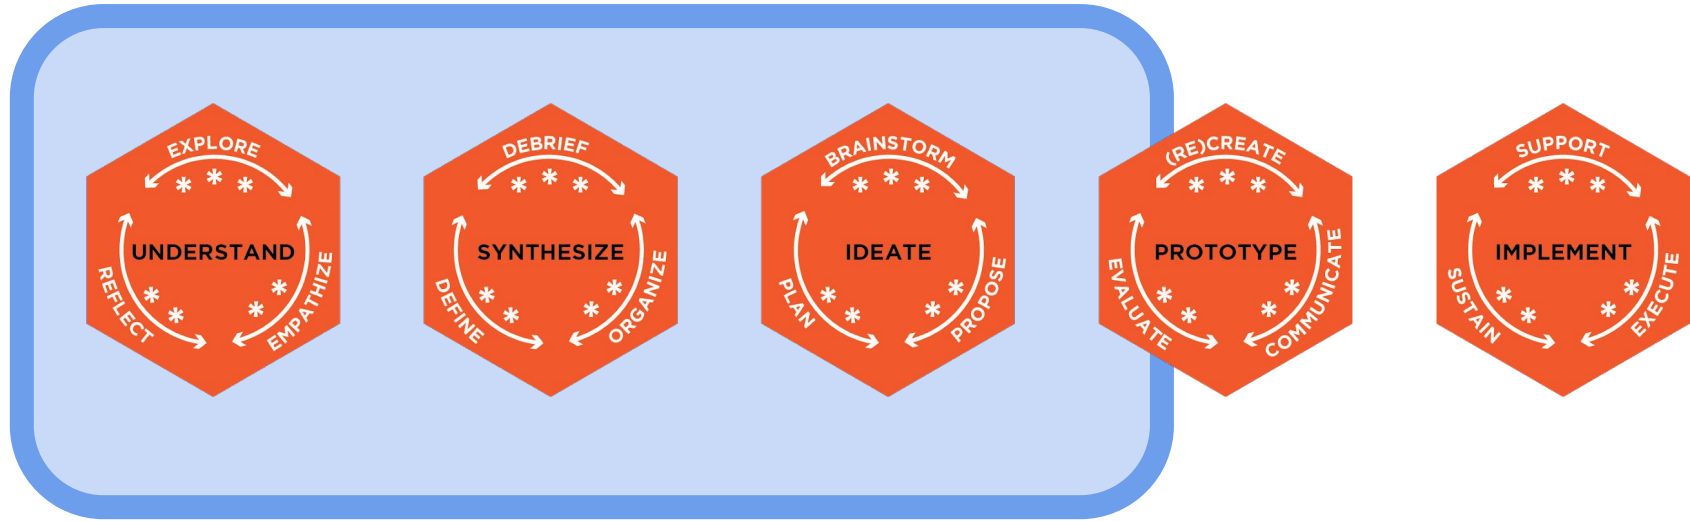 EXPLORE
UNDERSTAND
REFLECT
EMPATHIZE
DEBRIEF
SYNTHESIZE
DEFINE
ORGANIZE
BRAINSTORM
IDEATE
PLAN
PROPOSE
(RE)CREATE
PROTOTYPE
EVALUATE
COMMUNICATE
SUPPORT
IMPLEMENT
SUSTAIN
EXECUTE